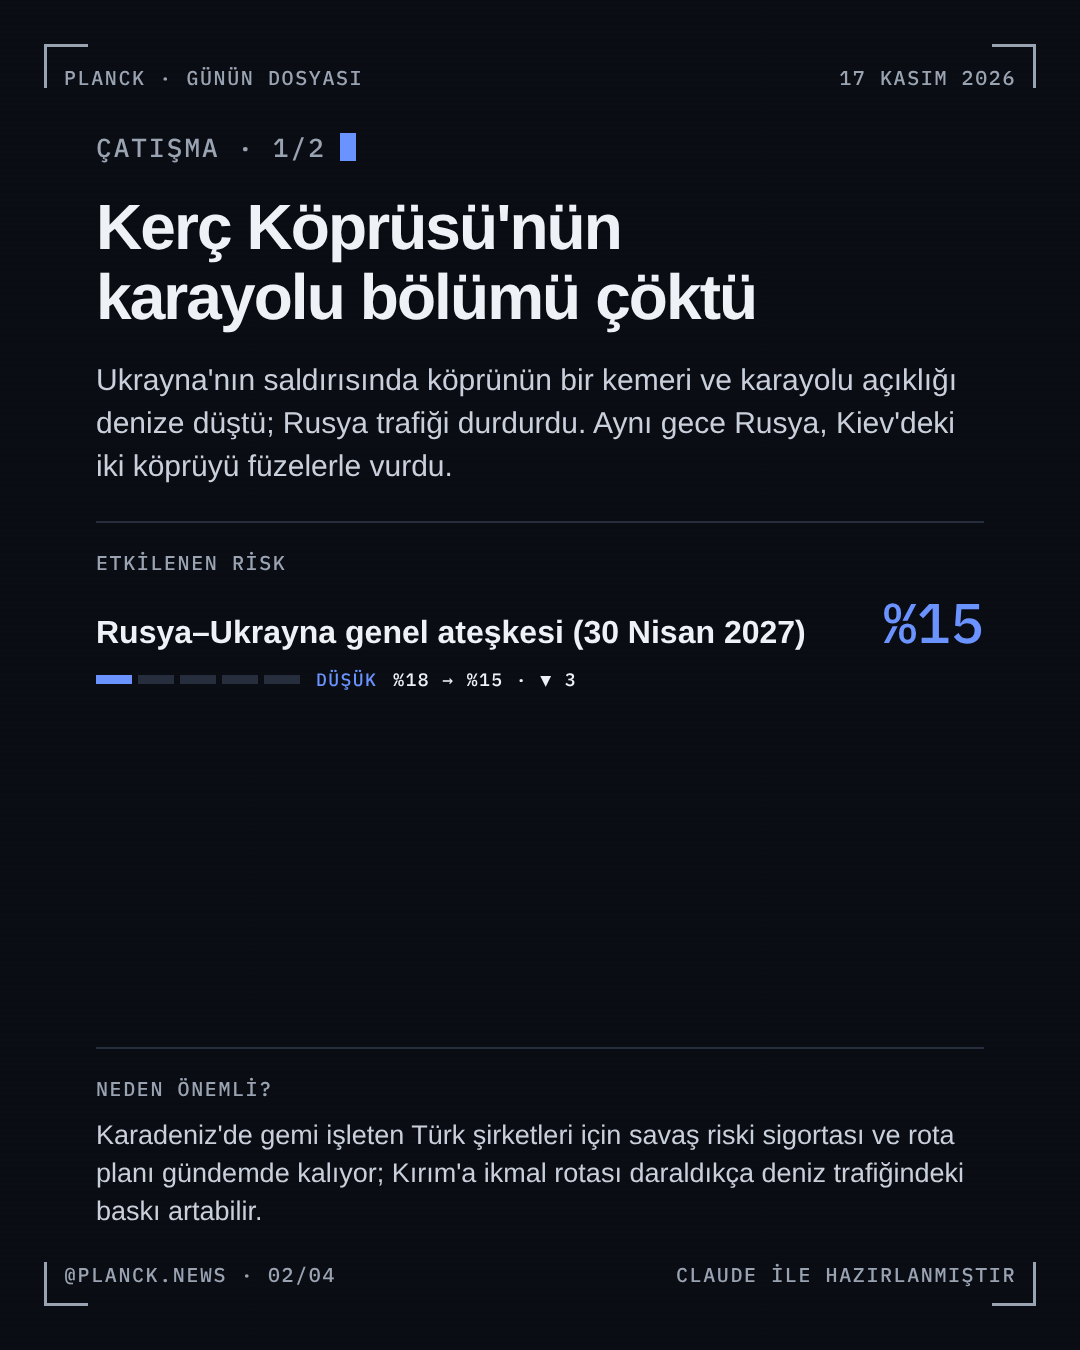 PLANCK · GÜNÜN DOSYASI
17 KASIM 2026
ÇATIŞMA · 1/2
Kerç Köprüsü'nün
karayolu bölümü çöktü
Ukrayna'nın saldırısında köprünün bir kemeri ve karayolu açıklığı
denize düştü; Rusya trafiği durdurdu. Aynı gece Rusya, Kiev'deki
iki köprüyü füzelerle vurdu.
ETKİLENEN RİSK
Rusya–Ukrayna genel ateşkesi (30 Nisan 2027)
%15
DÜŞÜK %18 → %15 · ▼ 3
NEDEN ÖNEMLİ?
Karadeniz'de gemi işleten Türk şirketleri için savaş riski sigortası ve rota
planı gündemde kalıyor; Kırım'a ikmal rotası daraldıkça deniz trafiğindeki
baskı artabilir.
@PLANCK.NEWS · 02/04
CLAUDE İLE HAZIRLANMIŞTIR